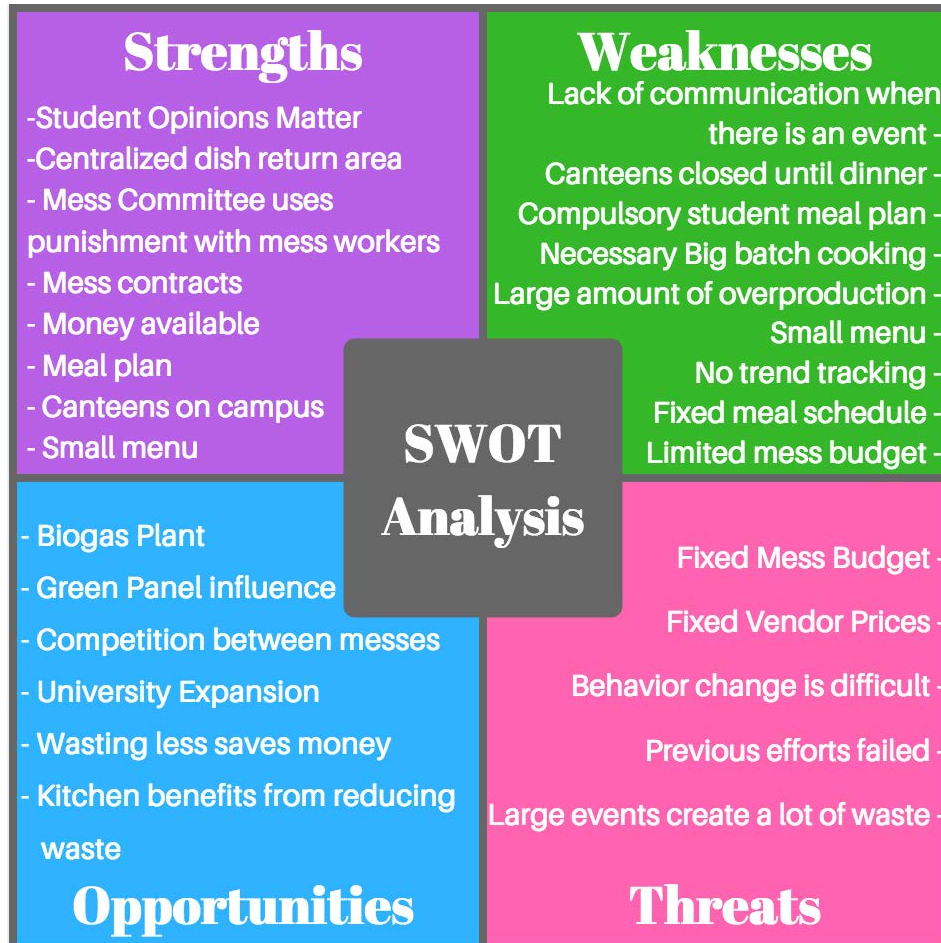 Strengths
-Student Opinions Matter
-Centralized dish return area
- Mess Committee uses
punishment with mess workers
- Mess contracts
- Money available
- Meal plan
- Canteens on campus
- Small menu
Weaknesses
Lack of communication when
there is an event -
Canteens closed until dinner -
Compulsory student meal plan -
Necessary Big batch cooking -
Large amount of overproduction -
Small menu -
No trend tracking -
Fixed meal schedule -
Limited mess budget -
SWOT
Analysis
- Biogas Plant
- Green Panel influence
- Competition between messes
- University Expansion
- Wasting less saves money
- Kitchen benefits from reducing
waste
Opportunities
Fixed Mess Budget -
Fixed Vendor Prices -
Behavior change is difficult -
Previous efforts failed -
Large events create a lot of waste -
Threats